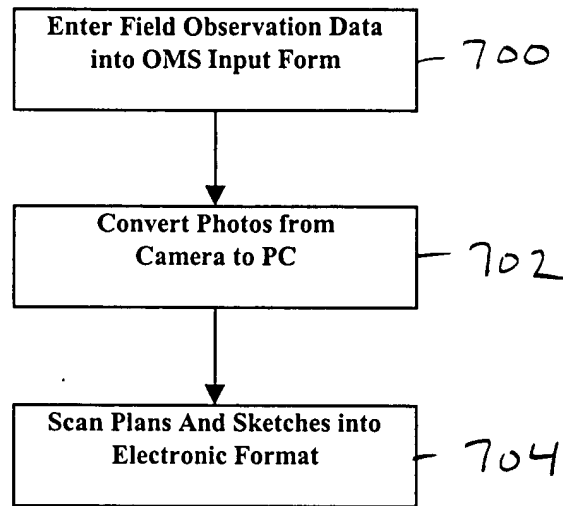 Enter Field Observation Data
into OMS Input Form
700
Convert Photos from
Camera to PC
702
Scan Plans And Sketches into
Electronic Format
704